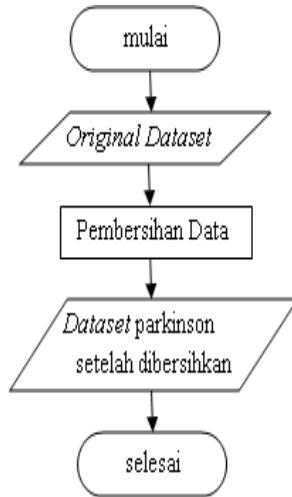 mulai
Original Dataset
Pembersihan Data
Dataset parkinson
setelah dibersihkan
selesai